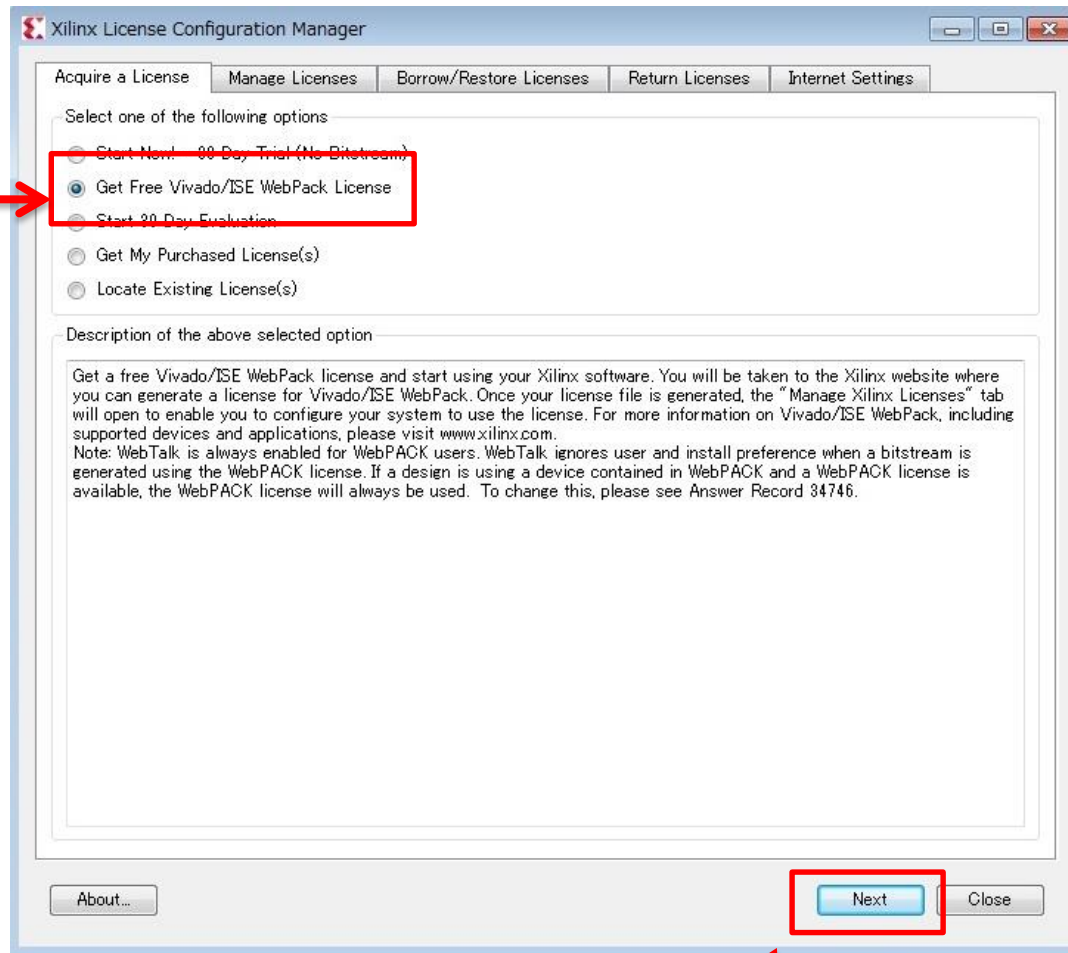 Xilinx License Configuration Manager
Acquire a License Manage Licenses Borrow/Restore Licenses Return Licenses Internet Settings
Select one of the following options
Start Now! 30 Day Trial (No Bitstream)
Get Free Vivado/ISE WebPack License
Start 30 Day Evaluation
Get My Purchased License(s)
Locate Existing License(s)
Description of the above selected option
Get a free Vivado/ISE WebPack license and start using your Xilinx software. You will be taken to the Xilinx website where
you can generate a license for Vivado/ISE WebPack. Once your license file is generated, the "Manage Xilinx Licenses" tab
will open to enable you to configure your system to use the license. For more information on Vivado/ISE WebPack, including
supported devices and applications, please visit www.xilinx.com.
Note: WebTalk is always enabled for WebPACK users. WebTalk ignores user and install preference when a bitstream is
generated using the WebPACK license. If a design is using a device contained in WebPACK and a WebPACK license is
available, the WebPACK license will always be used. To change this, please see Answer Record 34746.
About... Next Close